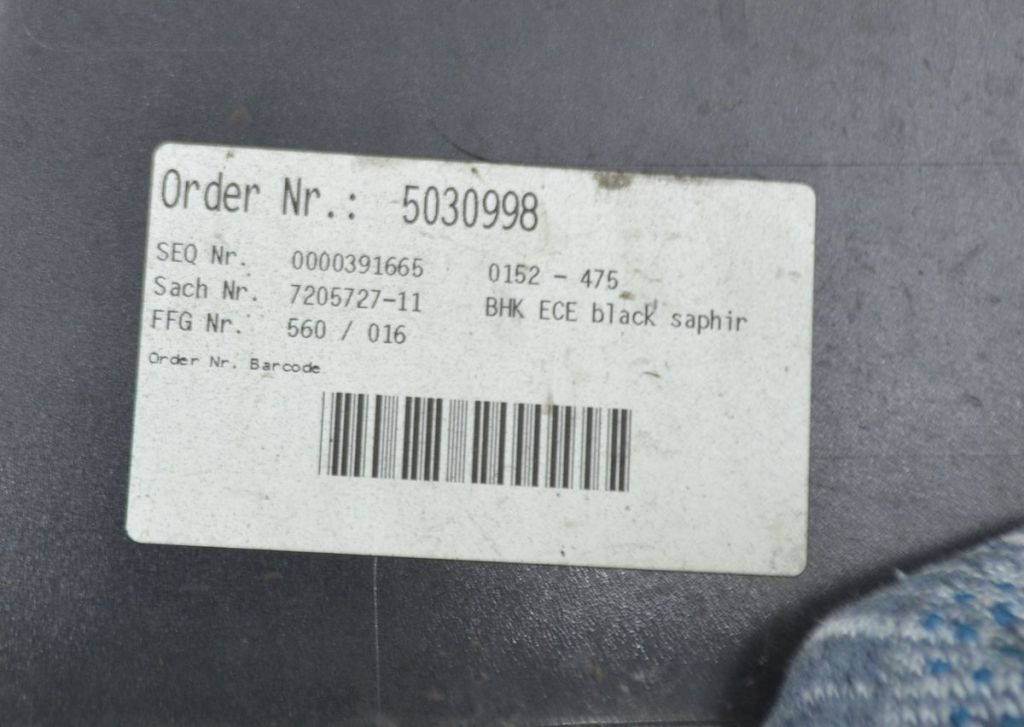 Order Nr.: 5030998
SEQ Nr. 0000391665 0152 - 475
Sach Nr. 7205727-11 BHK ECE black saphir
FFG Nr. 560 / 016
Order Nr. Barcode